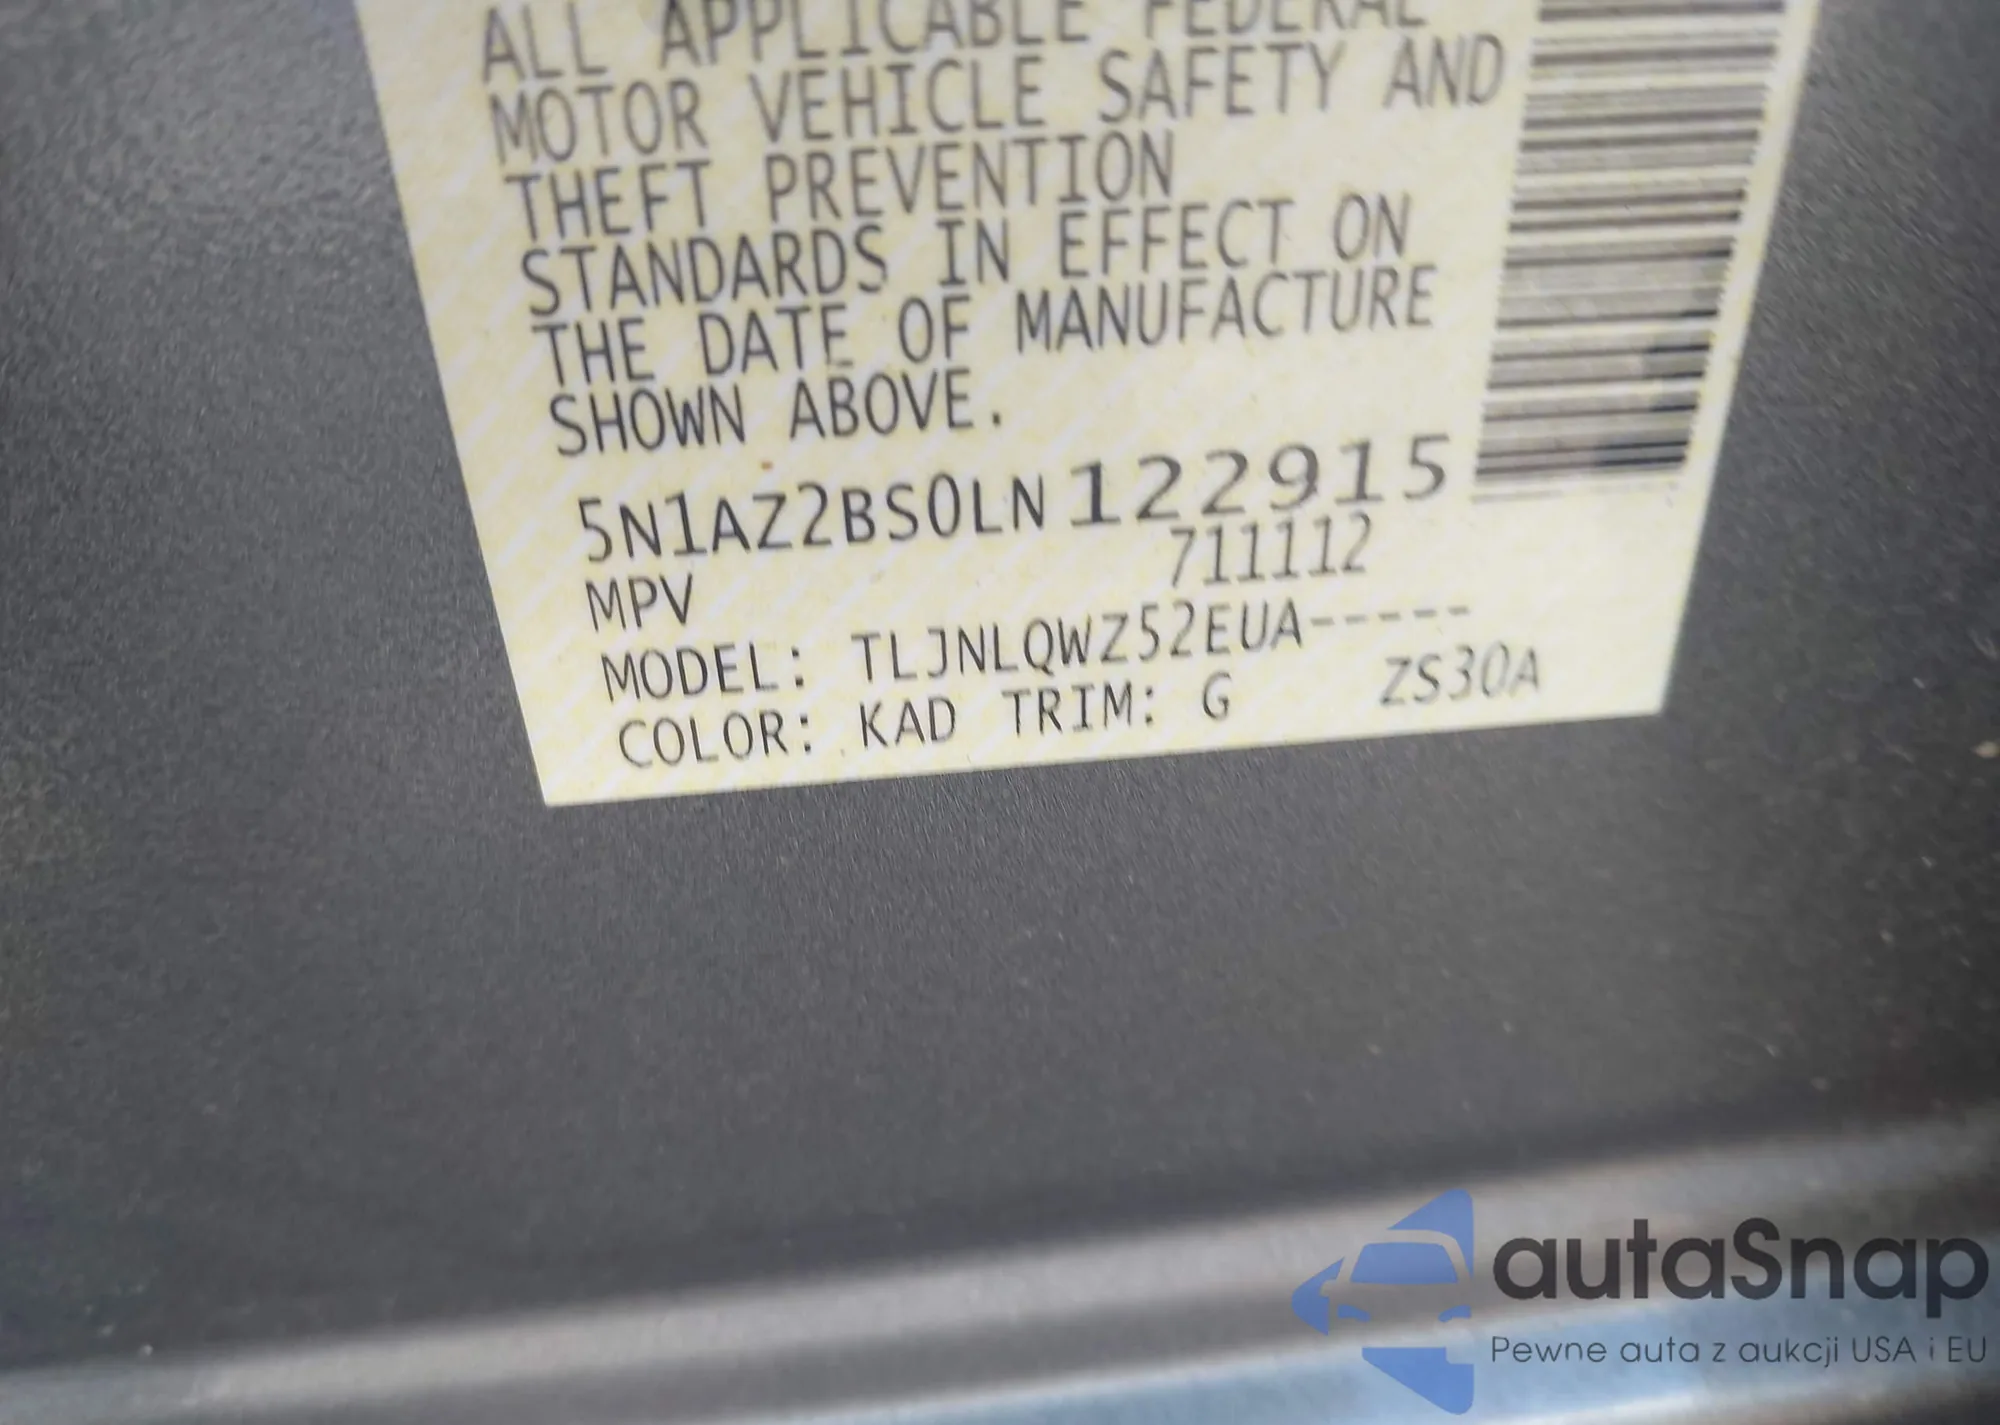 ALL APPLICABLE FEDERAL
MOTOR VEHICLE SAFETY AND
THEFT PREVENTION
STANDARDS IN EFFECT ON
THE DATE OF MANUFACTURE
SHOWN ABOVE.
5N1AZ2BS0LN122915
MPV 711112
MODEL: TLJNLQWZ52EUA-----
COLOR: KAD TRIM: G ZS30A
autaSnap
Pewne auta z aukcji USA i EU